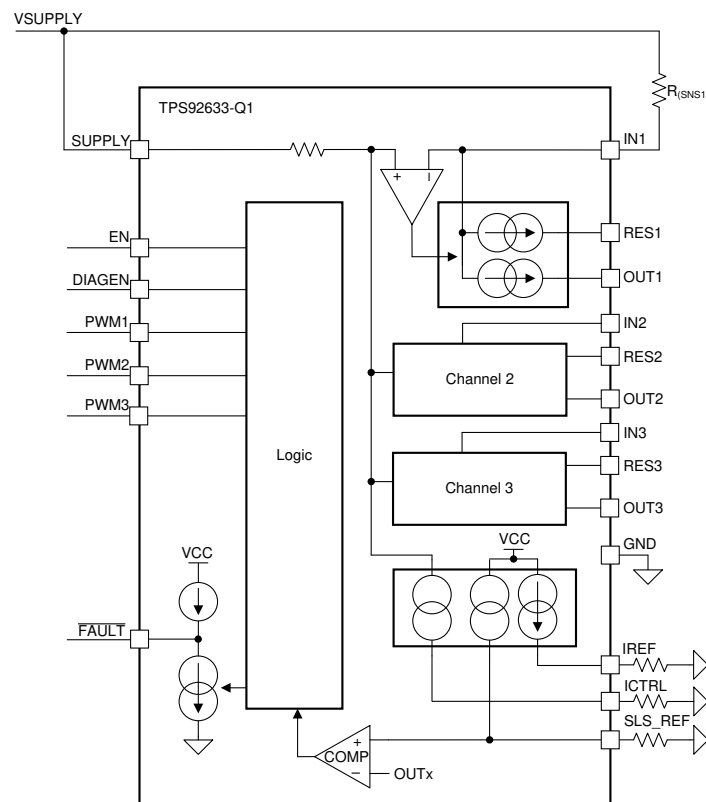 VSUPPLY
R(SNS1
TPS92633-Q1
SUPPLY
IN1
+
–
EN
RES1
DIAGEN
OUT1
PWM1
IN2
PWM2
RES2
Channel 2
PWM3
OUT2
IN3
Logic
RES3
Channel 3
OUT3
VCC
GND
VCC
FAULT
IREF
ICTRL
SLS_REF
+
COMP
–
OUTx